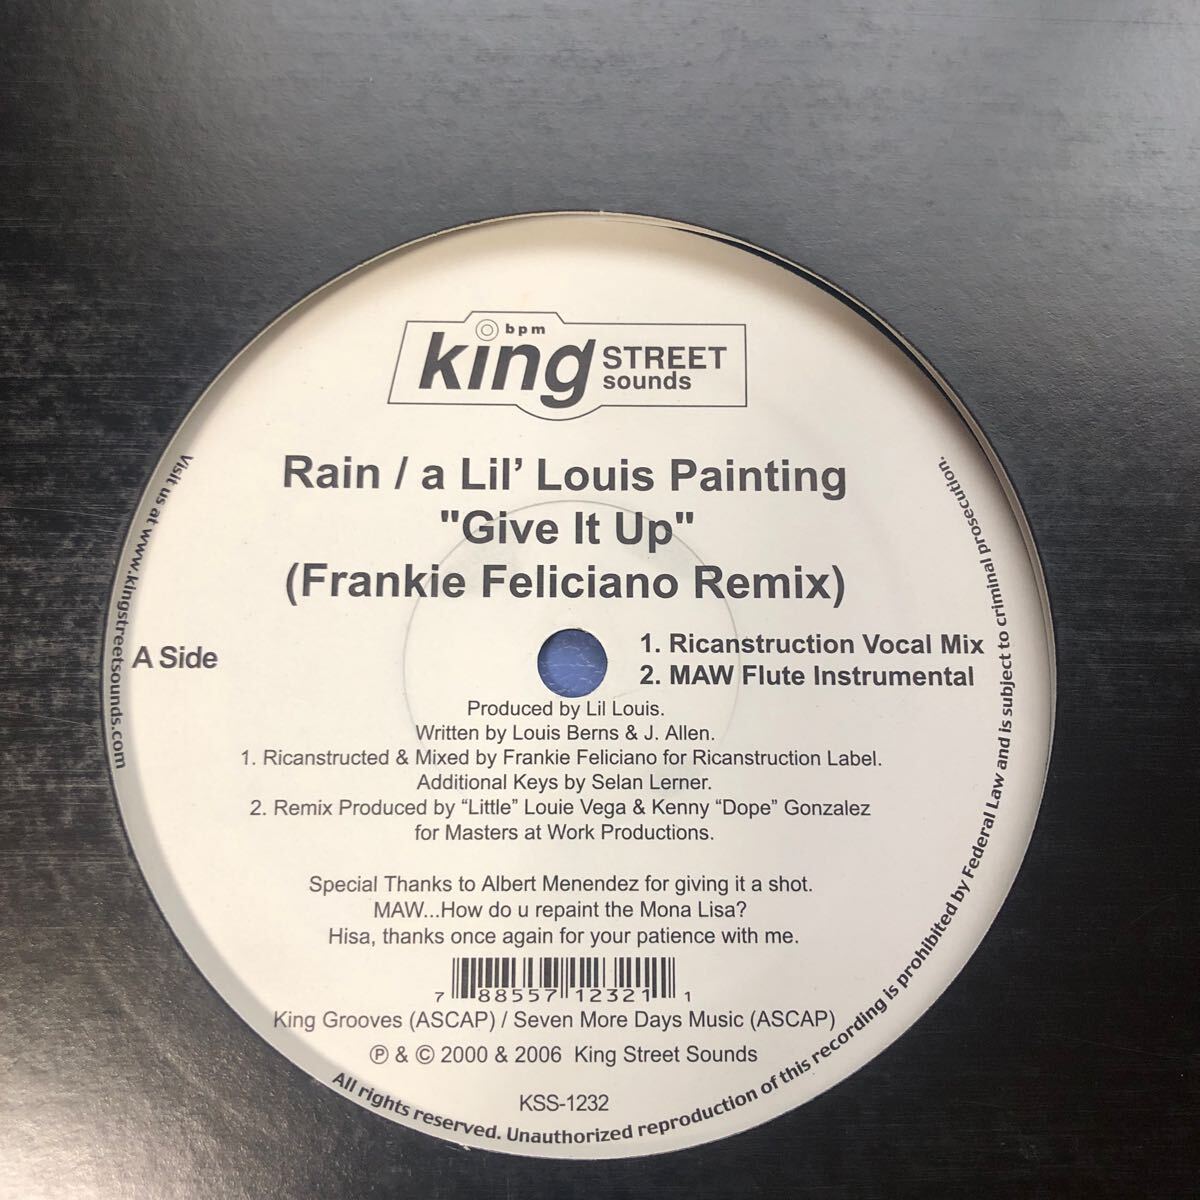 bpm
king STREET
sounds
Rain / a Lil' Louis Painting
"Give It Up"
(Frankie Feliciano Remix)
A Side
1. Ricanstruction Vocal Mix
2. MAW Flute Instrumental
Produced by Lil Louis.
Written by Louis Berns & J. Allen.
1. Ricanstructed & Mixed by Frankie Feliciano for Ricanstruction Label.
Additional Keys by Selan Lerner.
2. Remix Produced by “Little” Louie Vega & Kenny “Dope” Gonzalez
for Masters at Work Productions.
Special Thanks to Albert Menendez for giving it a shot.
MAW...How do u repaint the Mona Lisa?
Hisa, thanks once again for your patience with me.
7 88557 12321 1
King Grooves (ASCAP) / Seven More Days Music (ASCAP)
℗ & © 2000 & 2006 King Street Sounds
KSS-1232
Visit us at www.kingstreetsounds.com
All rights reserved. Unauthorized reproduction of this recording is prohibited by Federal Law and is subject to criminal prosecution.